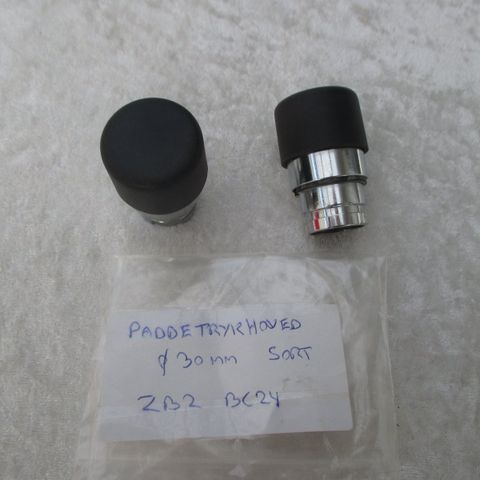 PADDETRYKHOVED
ø 30 mm SORT
ZB2 BC24